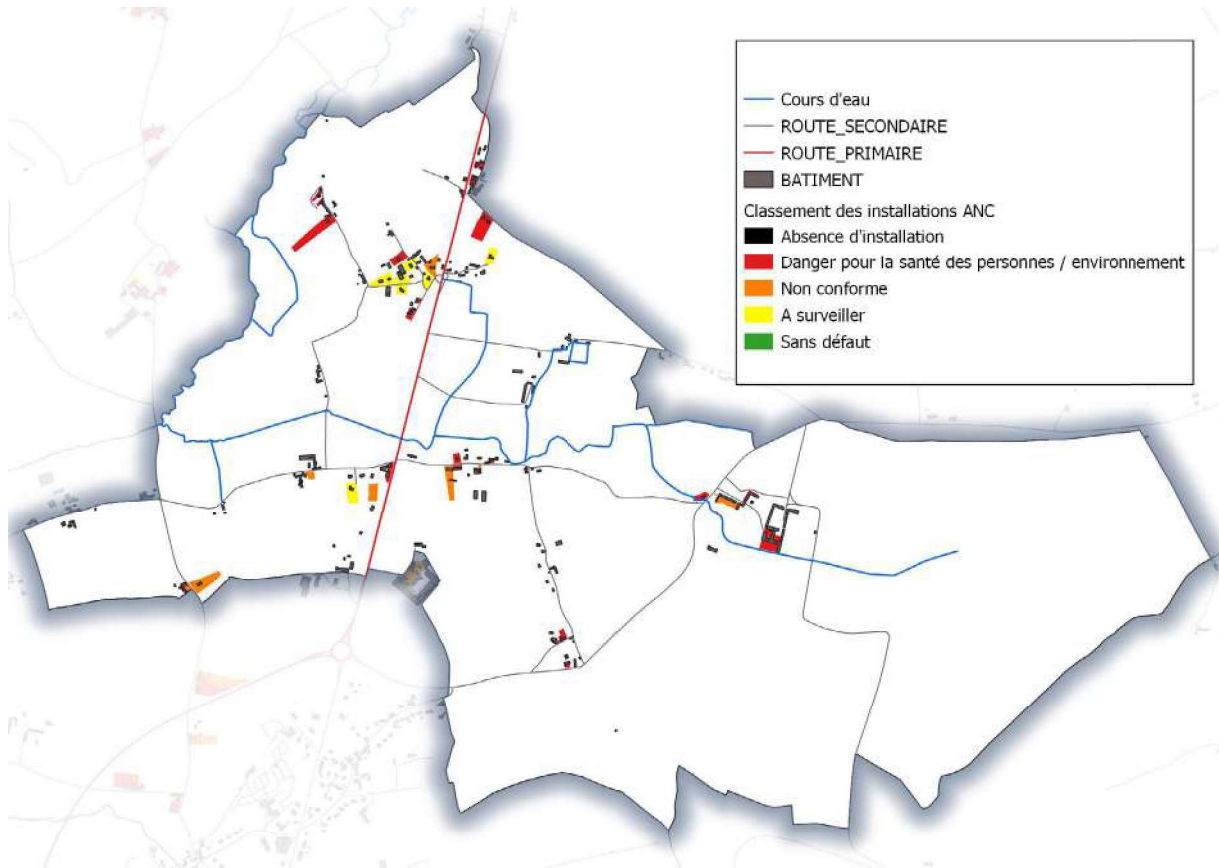 Cours d'eau
ROUTE_SECONDAIRE
ROUTE_PRIMAIRE
BATIMENT
Classement des installations ANC
Absence d'installation
Danger pour la santé des personnes / environnement
Non conforme
A surveiller
Sans défaut